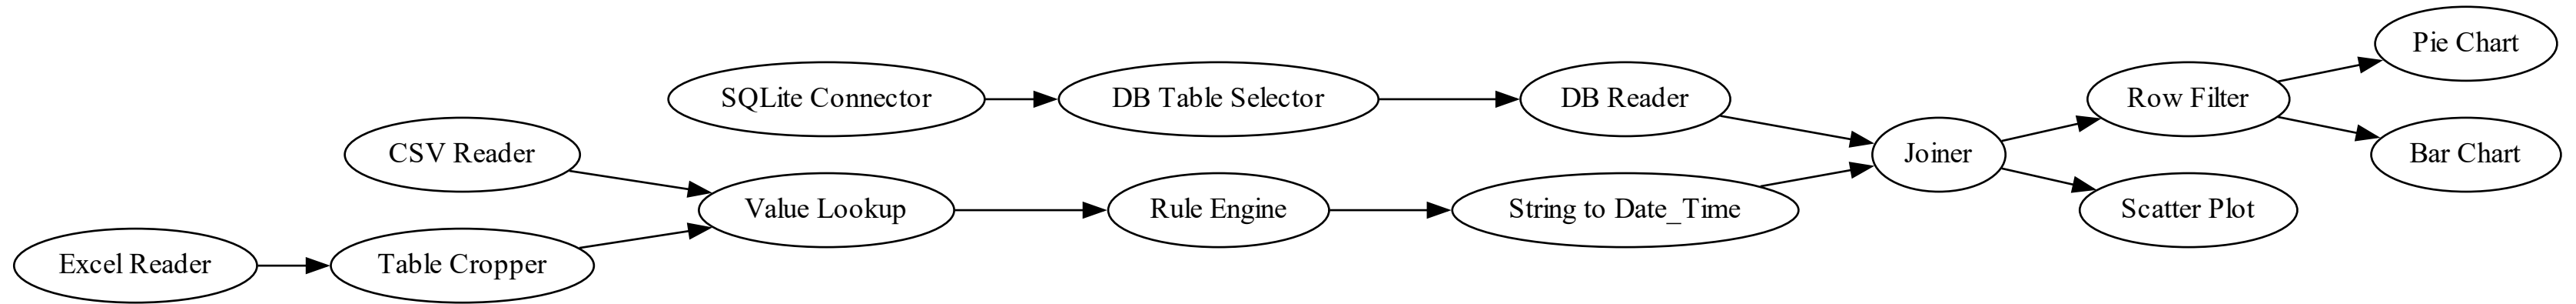 Pie Chart
SQLite Connector
DB Table Selector
DB Reader
Row Filter
CSV Reader
Joiner
Bar Chart
Value Lookup
Rule Engine
String to Date_Time
Scatter Plot
Excel Reader
Table Cropper